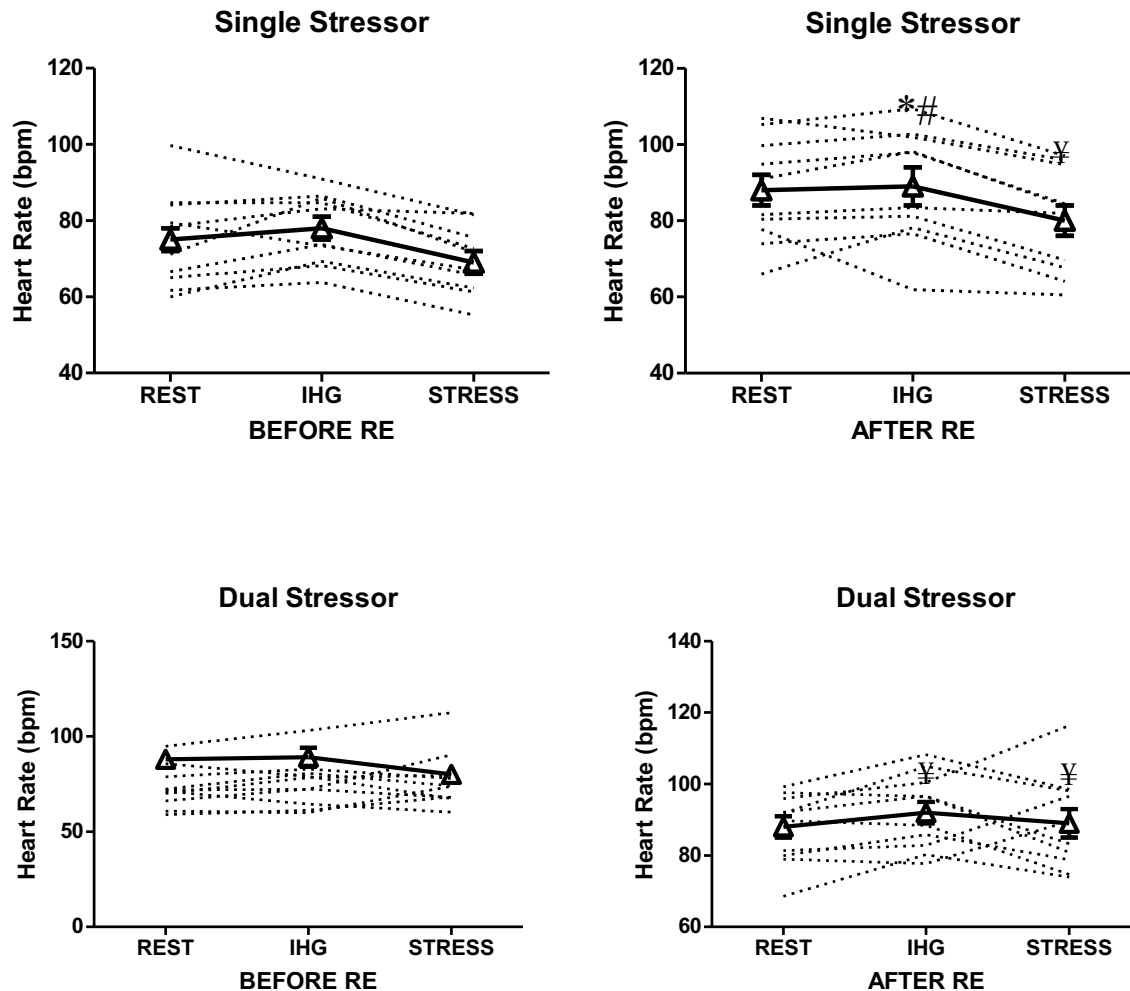 Single Stressor
Heart Rate (bpm)
120
100
80
60
40
REST IHG STRESS
BEFORE RE
Single Stressor
Heart Rate (bpm)
120
100
80
60
40
*#
¥
REST IHG STRESS
AFTER RE
Dual Stressor
Heart Rate (bpm)
150
100
50
0
REST IHG STRESS
BEFORE RE
Dual Stressor
Heart Rate (bpm)
140
120
100
80
60
¥ ¥
REST IHG STRESS
AFTER RE